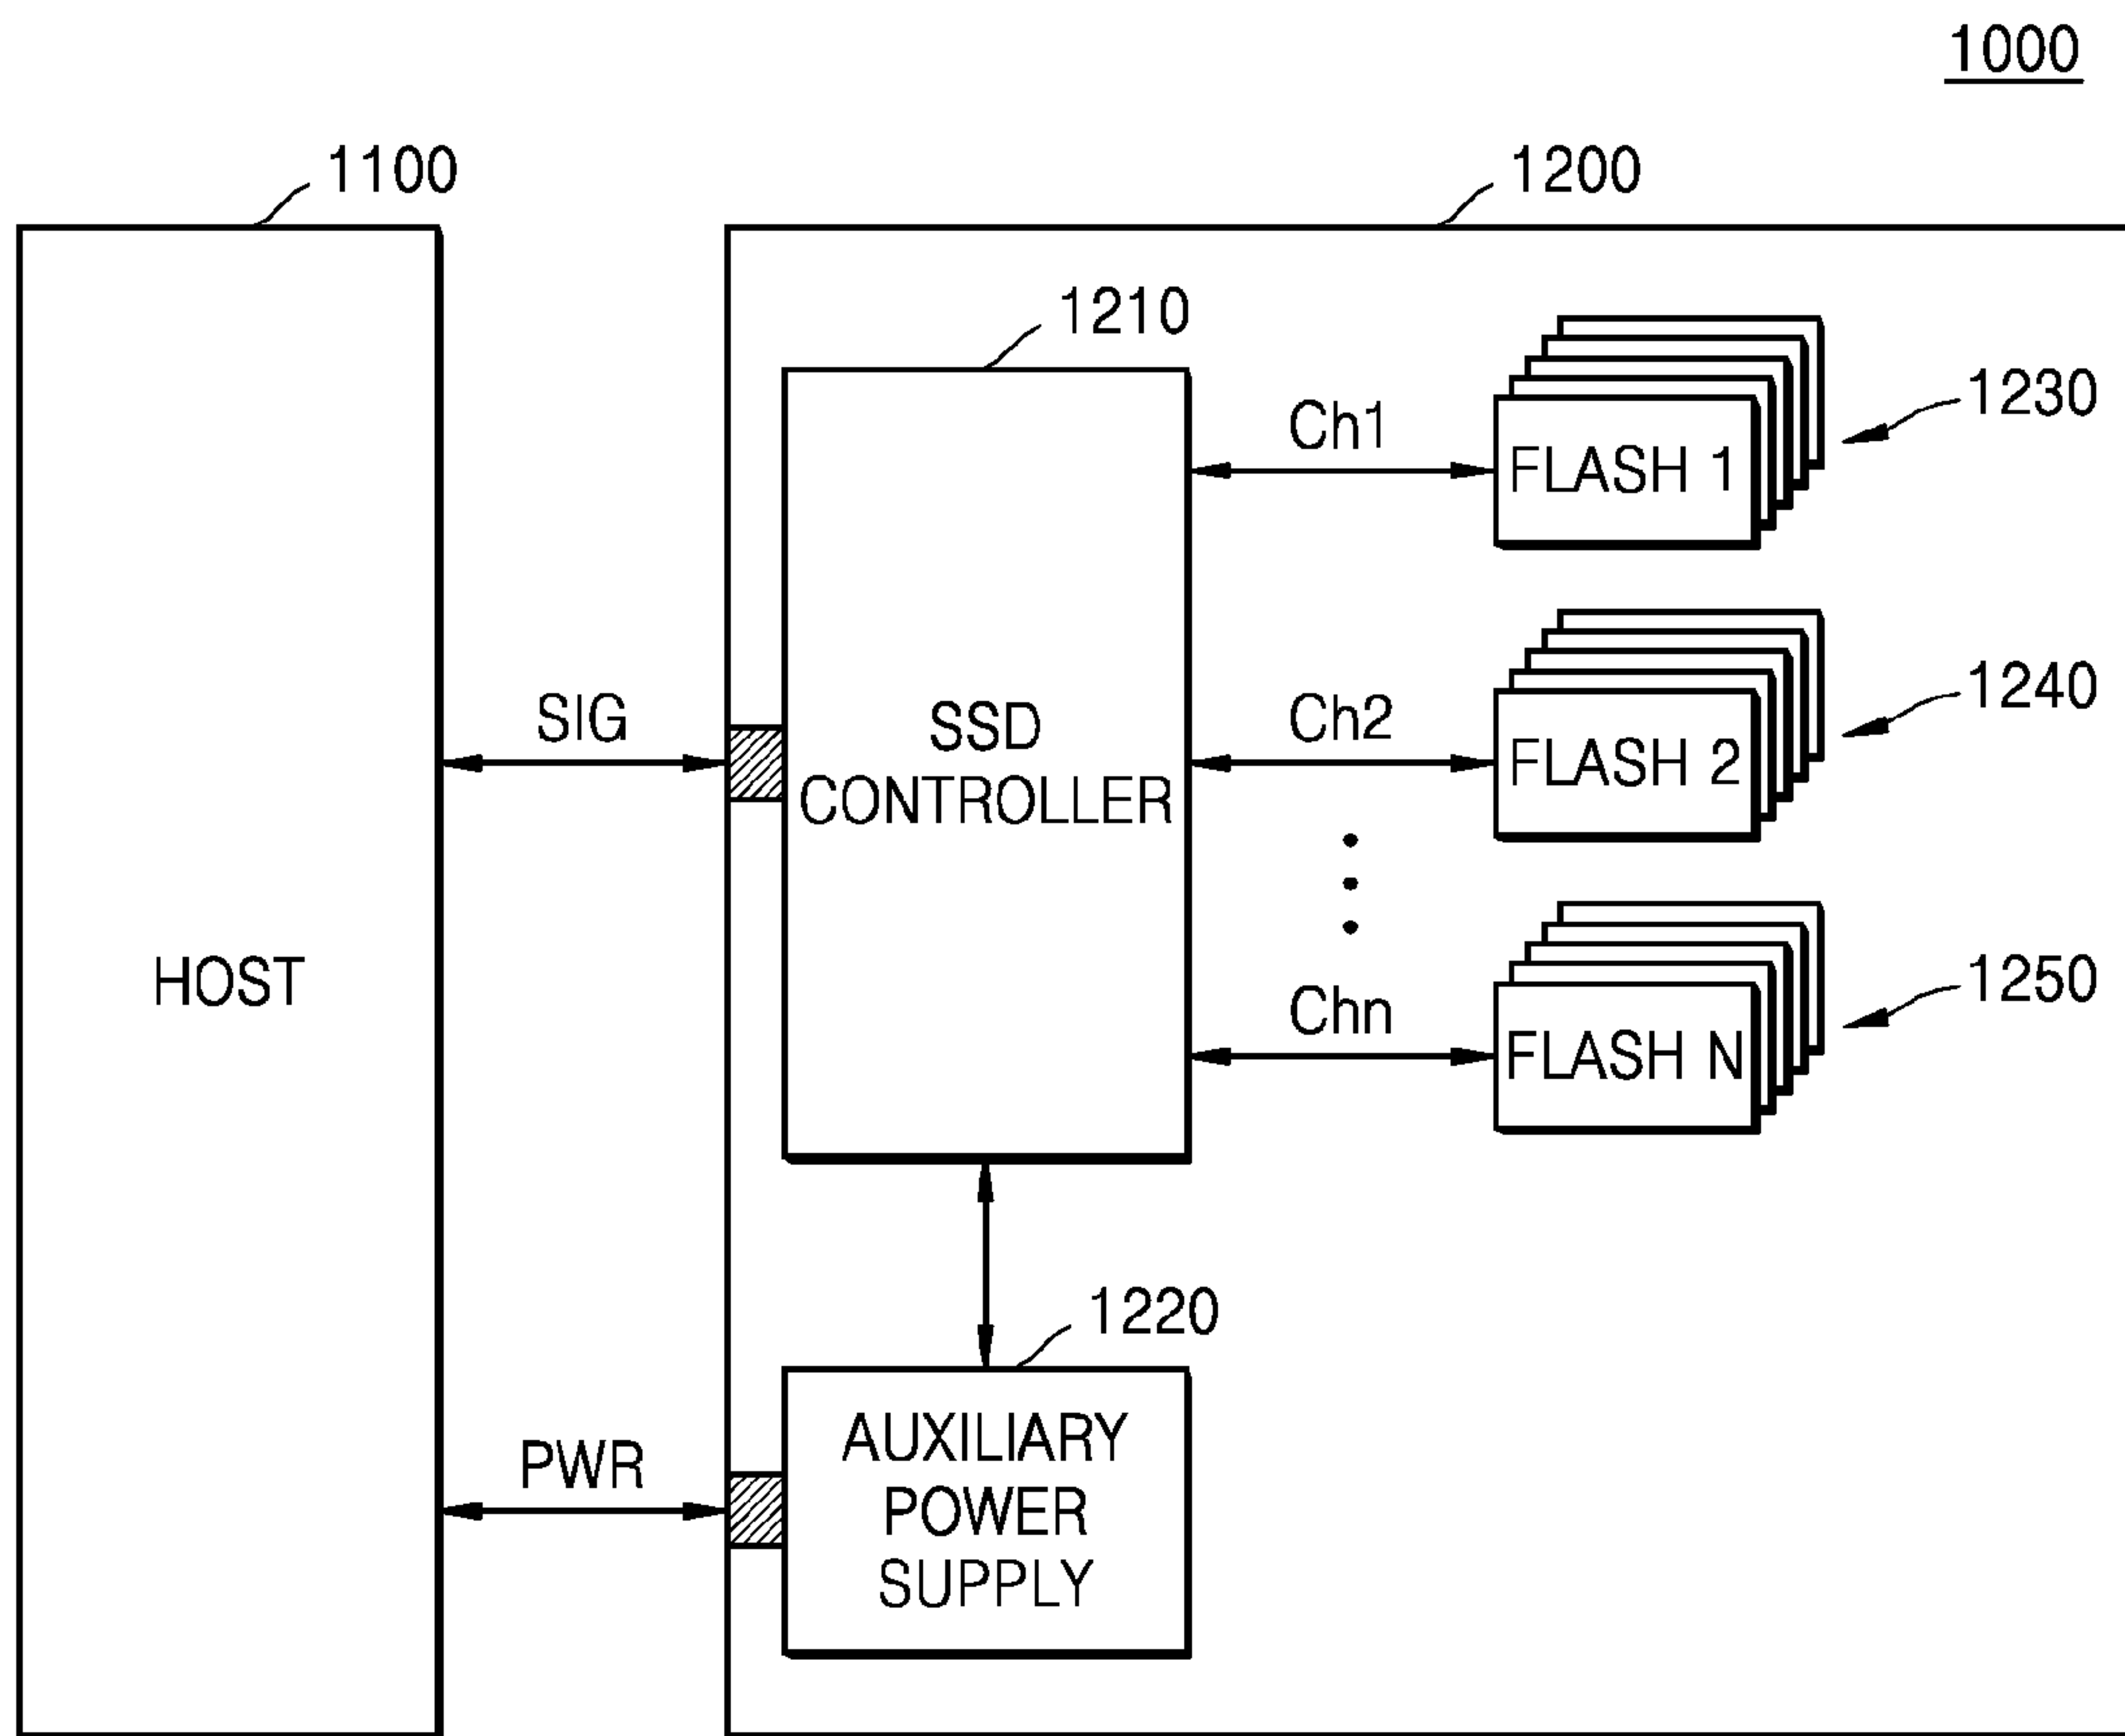 1000
1100
1200
1210
Ch1
FLASH 1
1230
SIG
SSD
CONTROLLER
Ch2
FLASH 2
1240
HOST
Chn
FLASH N
1250
1220
PWR
AUXILIARY
POWER
SUPPLY